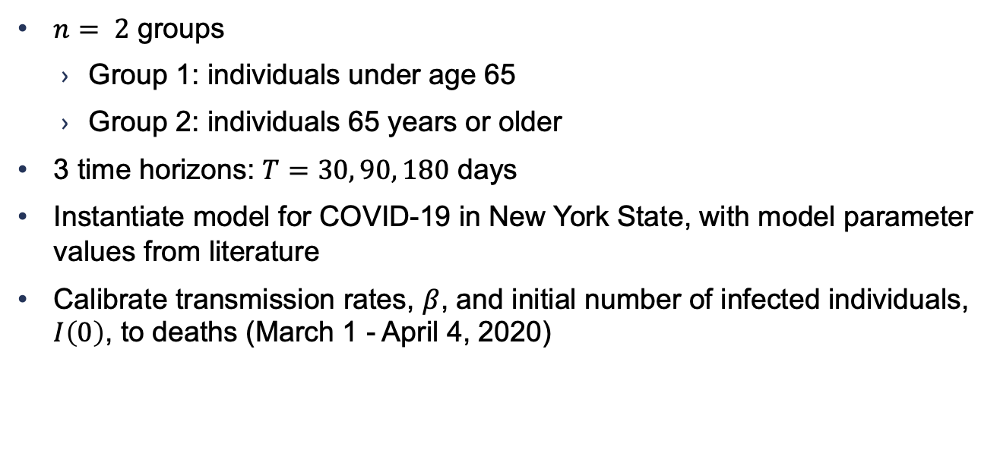 • 𝑛 = 2 groups
› Group 1: individuals under age 65
› Group 2: individuals 65 years or older
• 3 time horizons: 𝑇 = 30, 90, 180 days
• Instantiate model for COVID-19 in New York State, with model parameter
values from literature
• Calibrate transmission rates, 𝛽, and initial number of infected individuals,
𝐼(0), to deaths (March 1 - April 4, 2020)